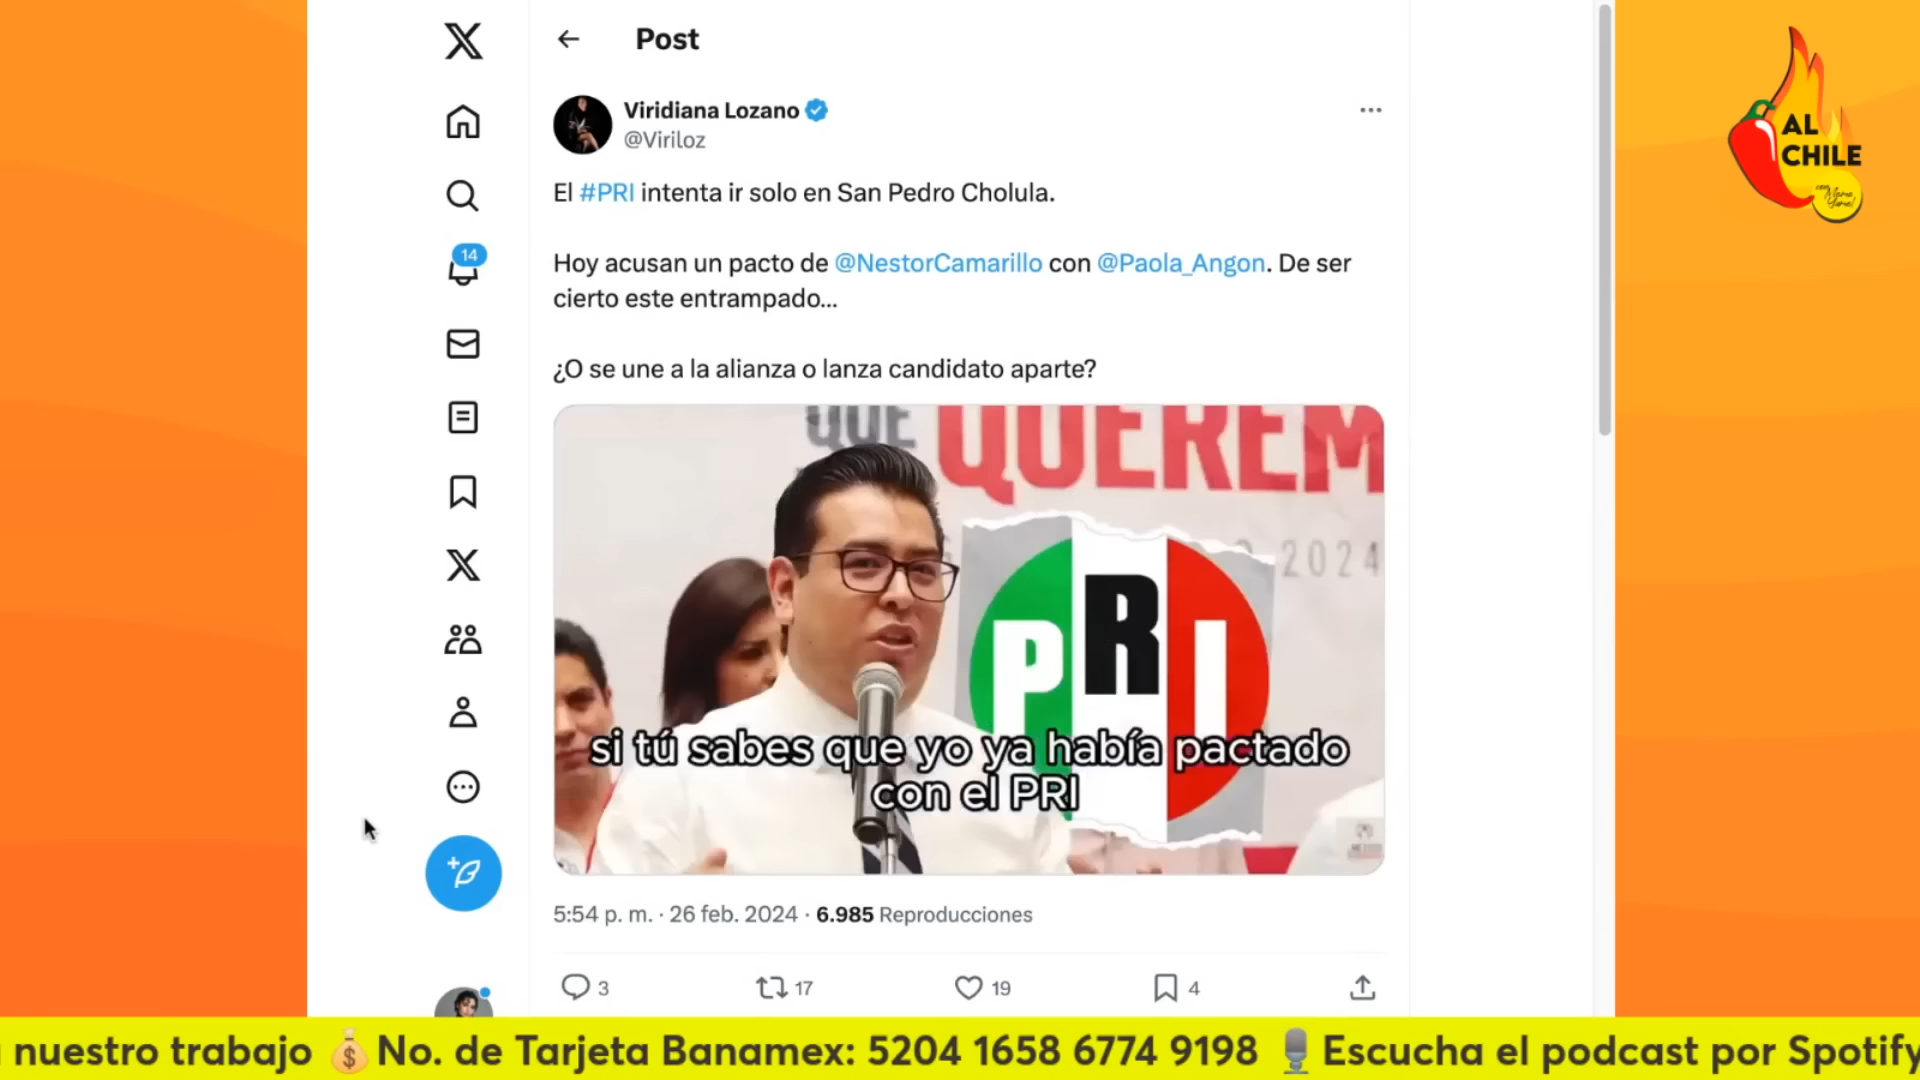 Post
Viridiana Lozano
@Viriloz
El #PRI intenta ir solo en San Pedro Cholula.
Hoy acusan un pacto de @NestorCamarillo con @Paola_Angon. De ser
cierto este entrampado...
¿O se une a la alianza o lanza candidato aparte?
QUE QUEREM
2024
PRI
si tú sabes que yo ya había pactado
con el PRI
5:54 p. m. · 26 feb. 2024 · 6.985 Reproducciones
3 17 19 4
14
AL
CHILE
nuestro trabajo 💰No. de Tarjeta Banamex: 5204 1658 6774 9198 🎙️Escucha el podcast por Spotify